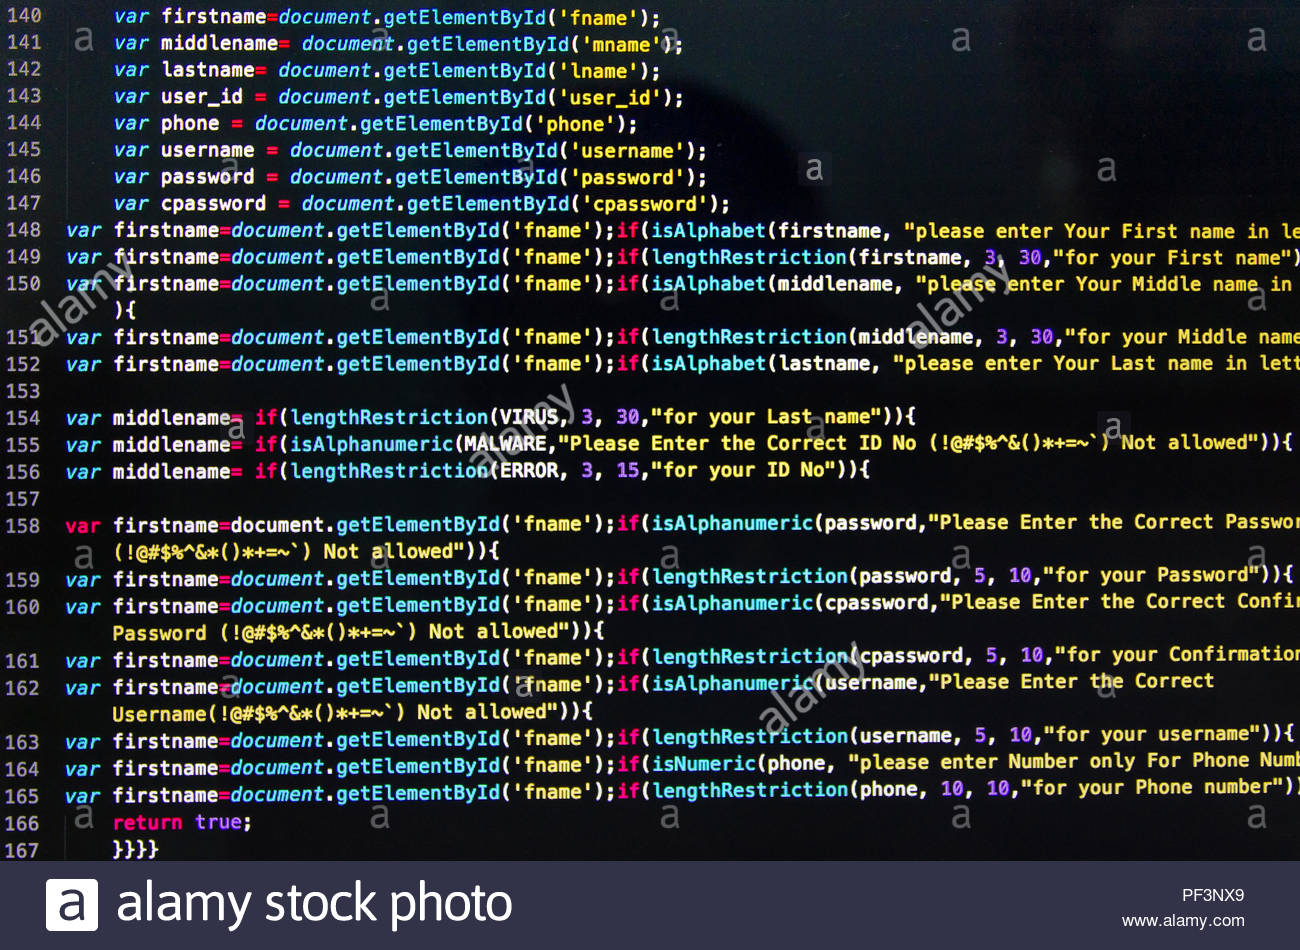 140 var firstname=document.getElementById('fname');
141 var middlename= document.getElementById('mname');
142 var lastname= document.getElementById('lname');
143 var user_id = document.getElementById('user_id');
144 var phone = document.getElementById('phone');
145 var username = document.getElementById('username');
146 var password = document.getElementById('password');
147 var cpassword = document.getElementById('cpassword');
148 var firstname=document.getElementById('fname');if(isAlphabet(firstname, "please enter Your First name in le
149 var firstname=document.getElementById('fname');if(lengthRestriction(firstname, 3, 30,"for your First name")
150 var firstname=document.getElementById('fname');if(isAlphabet(middlename, "please enter Your Middle name in
){
151 var firstname=document.getElementById('fname');if(lengthRestriction(middlename, 3, 30,"for your Middle name
152 var firstname=document.getElementById('fname');if(isAlphabet(lastname, "please enter Your Last name in lett
153
154 var middlename= if(lengthRestriction(VIRUS, 3, 30,"for your Last name")){
155 var middlename= if(isAlphanumeric(MALWARE,"Please Enter the Correct ID No (!@#$%^&()*+=~`) Not allowed")){
156 var middlename= if(lengthRestriction(ERROR, 3, 15,"for your ID No")){
157
158 var firstname=document.getElementById('fname');if(isAlphanumeric(password,"Please Enter the Correct Passwor
(!@#$%^&*()*+=~`) Not allowed")){
159 var firstname=document.getElementById('fname');if(lengthRestriction(password, 5, 10,"for your Password")){
160 var firstname=document.getElementById('fname');if(isAlphanumeric(cpassword,"Please Enter the Correct Confir
Password (!@#$%^&*()*+=~`) Not allowed")){
161 var firstname=document.getElementById('fname');if(lengthRestriction(cpassword, 5, 10,"for your Confirmation
162 var firstname=document.getElementById('fname');if(isAlphanumeric(username,"Please Enter the Correct
Username(!@#$%^&*()*+=~`) Not allowed")){
163 var firstname=document.getElementById('fname');if(lengthRestriction(username, 5, 10,"for your username")){
164 var firstname=document.getElementById('fname');if(isNumeric(phone, "please enter Number only For Phone Numb
165 var firstname=document.getElementById('fname');if(lengthRestriction(phone, 10, 10,"for your Phone number"))
166 return true;
167 }}}}
a alamy stock photo
PF3NX9
www.alamy.com